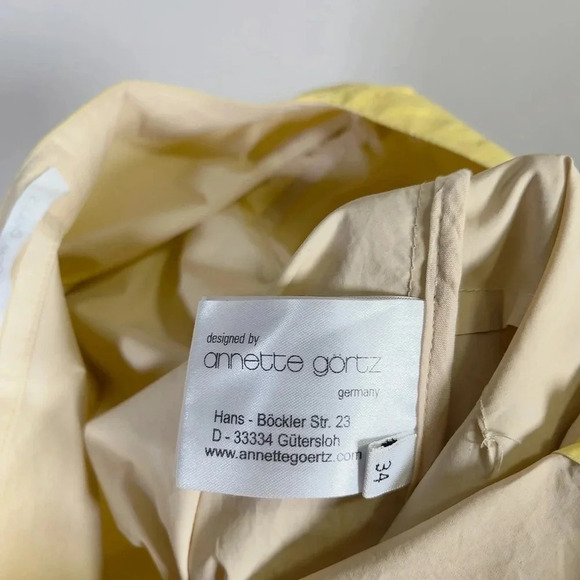 designed by
annette görtz
germany
Hans - Böckler Str. 23
D - 33334 Gütersloh
www.annettegoertz.com
34